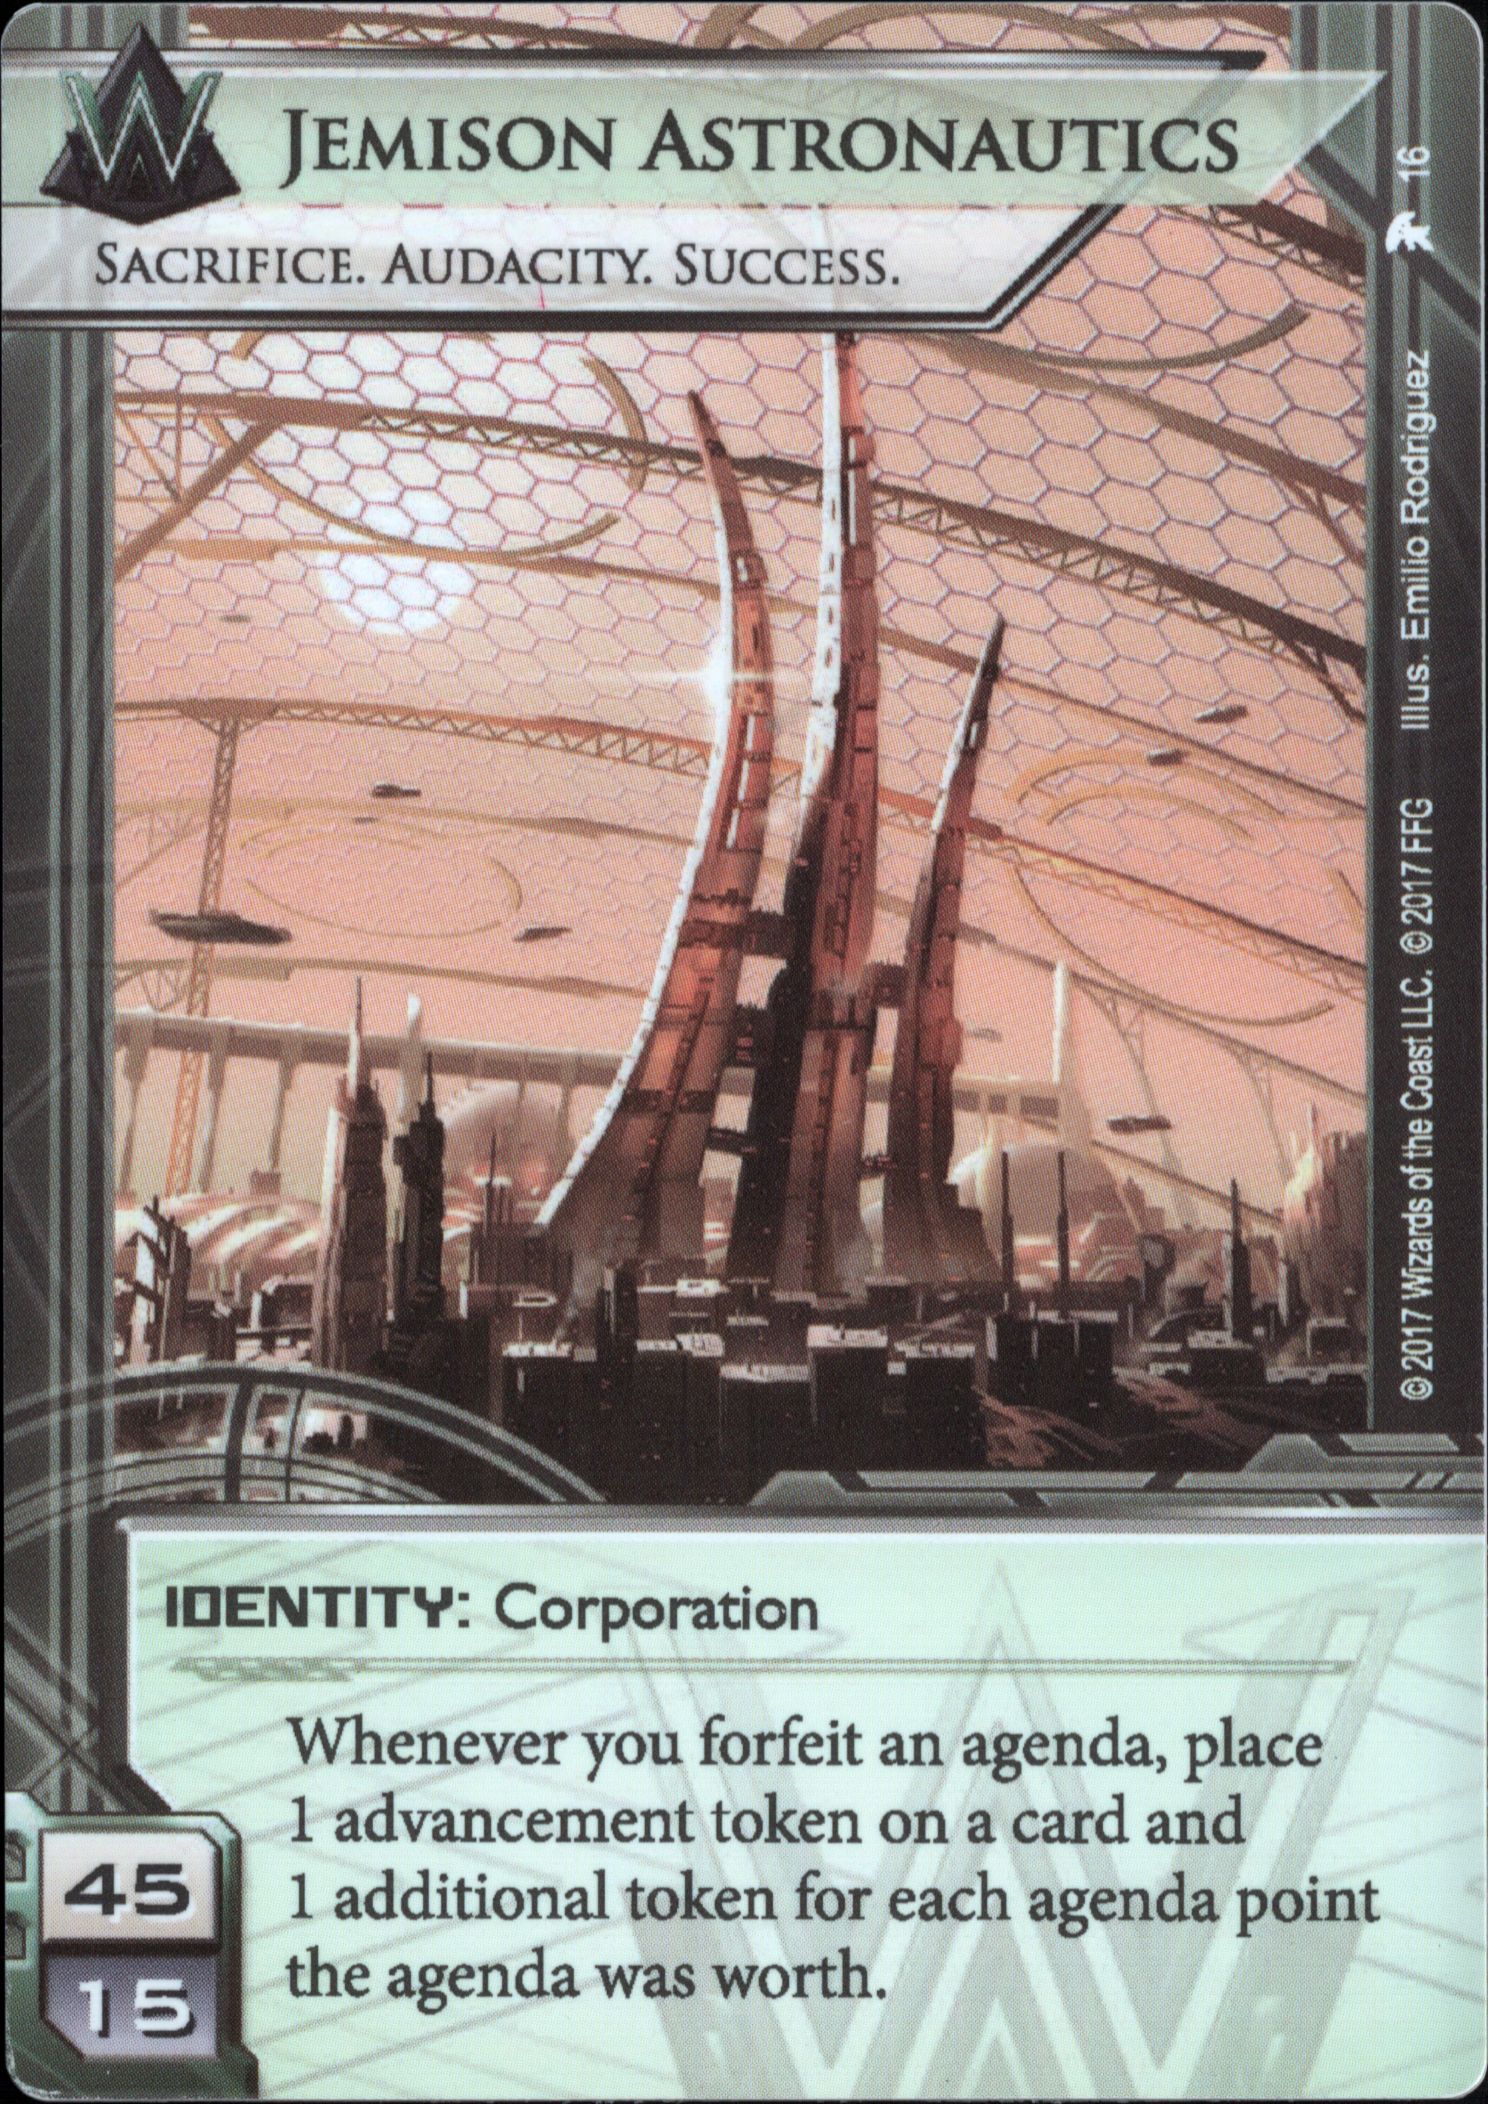 W
JEMISON ASTRONAUTICS
SACRIFICE. AUDACITY. SUCCESS.
16
Illus. Emilio Rodriguez
© 2017 Wizards of the Coast LLC. © 2017 FFG
IDENTITY: Corporation
Whenever you forfeit an agenda, place
1 advancement token on a card and
1 additional token for each agenda point
the agenda was worth.
45
15